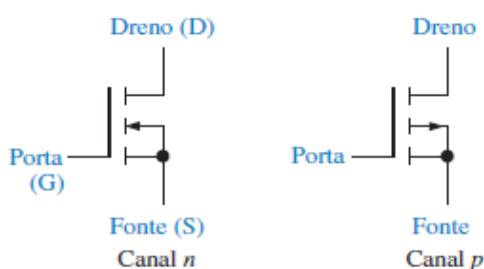 Dreno (D)
Porta
(G)
Fonte (S)
Canal n
Dreno
Porta
Fonte
Canal p